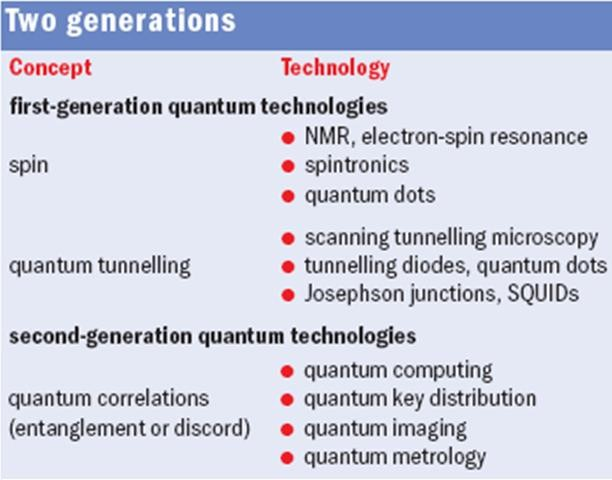 Two generations
Concept Technology
first-generation quantum technologies
● NMR, electron-spin resonance
spin ● spintronics
● quantum dots
● scanning tunnelling microscopy
quantum tunnelling ● tunnelling diodes, quantum dots
● Josephson junctions, SQUIDs
second-generation quantum technologies
● quantum computing
quantum correlations ● quantum key distribution
(entanglement or discord) ● quantum imaging
● quantum metrology